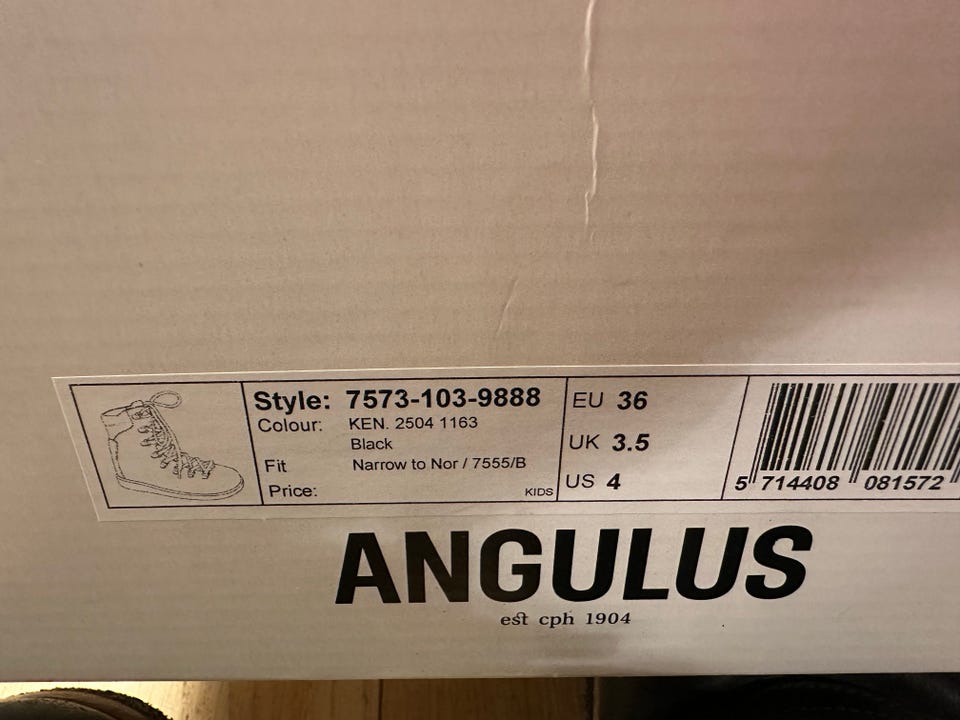 Style: 7573-103-9888
Colour: KEN. 2504 1163
Black
Fit Narrow to Nor / 7555/B
Price:
KIDS
EU 36
UK 3.5
US 4
5 714408 081572
ANGULUS
est cph 1904